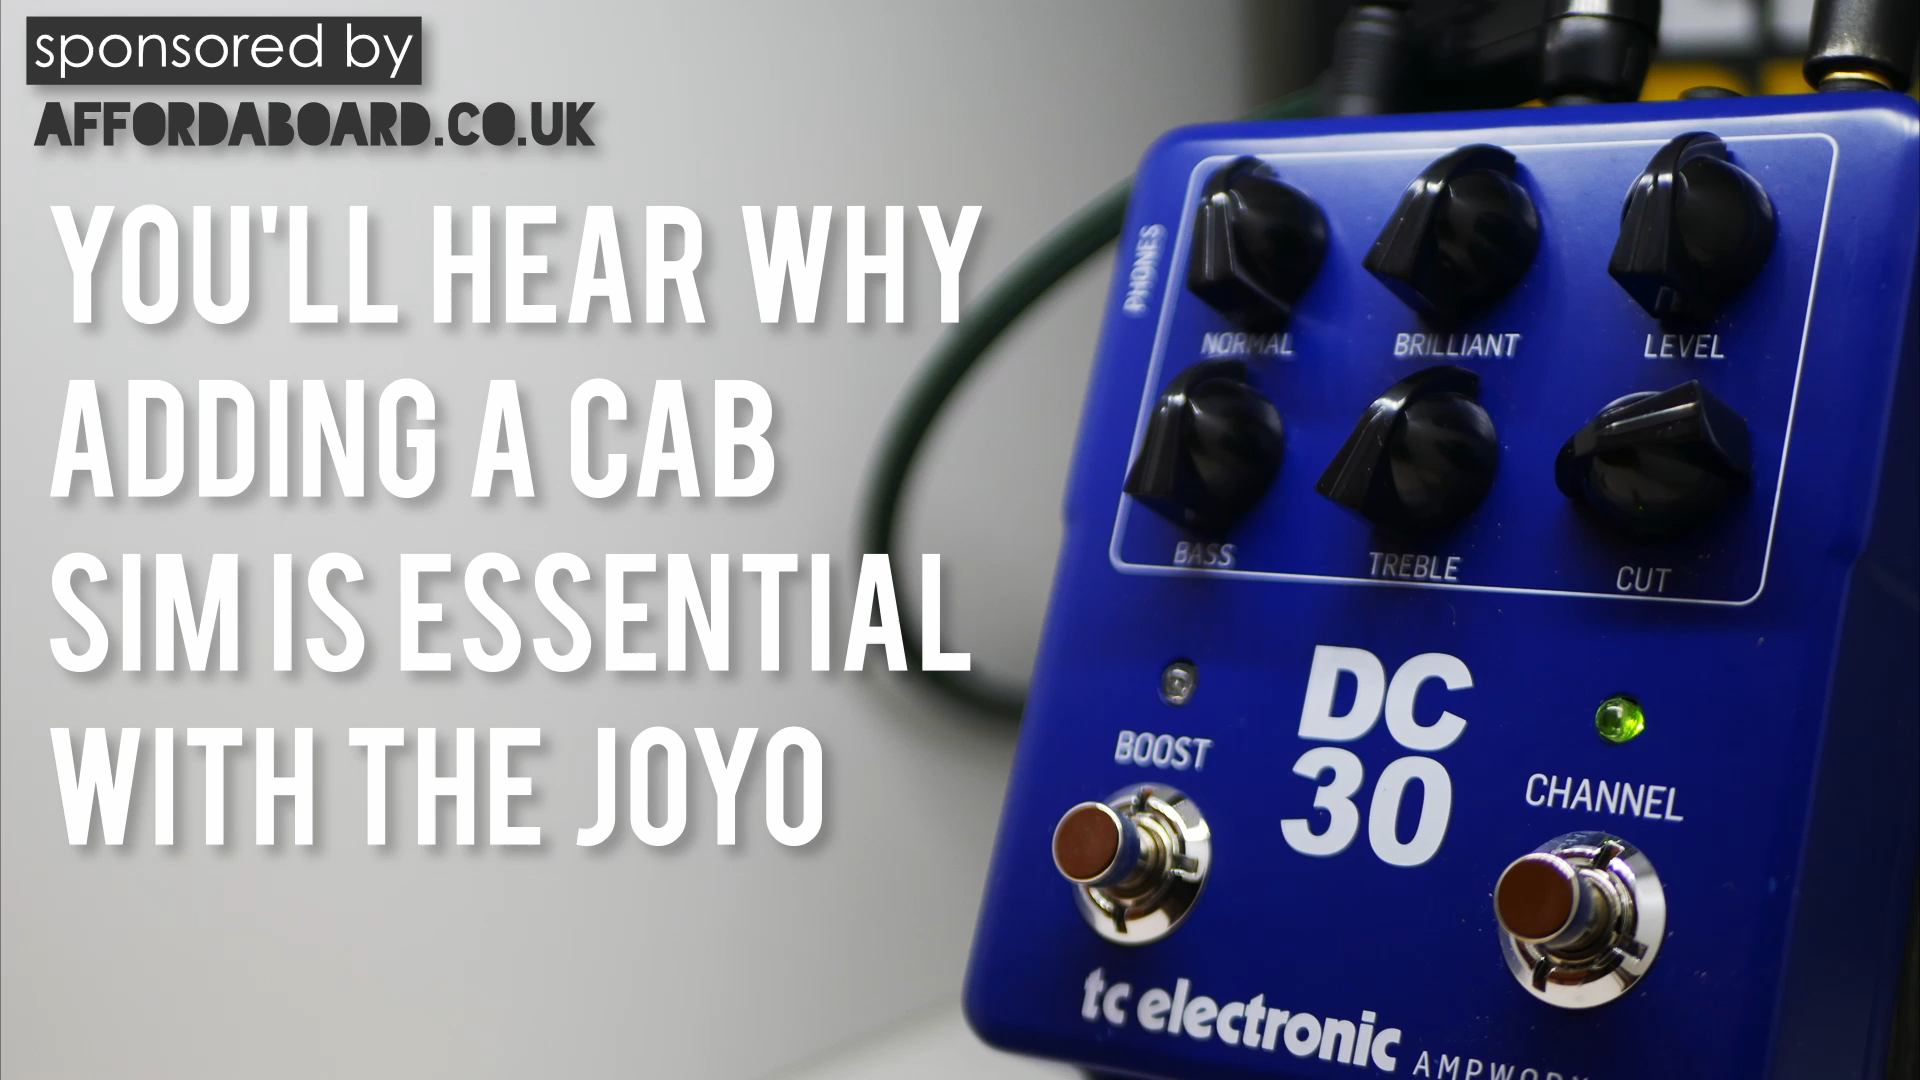 sponsored by
AFFORDABOARD.CO.UK
YOU'LL HEAR WHY
ADDING A CAB
SIM IS ESSENTIAL
WITH THE JOYO
PHONES
NORMAL BRILLIANT LEVEL
BASS TREBLE CUT
DC
30
BOOST
CHANNEL
tc electronic